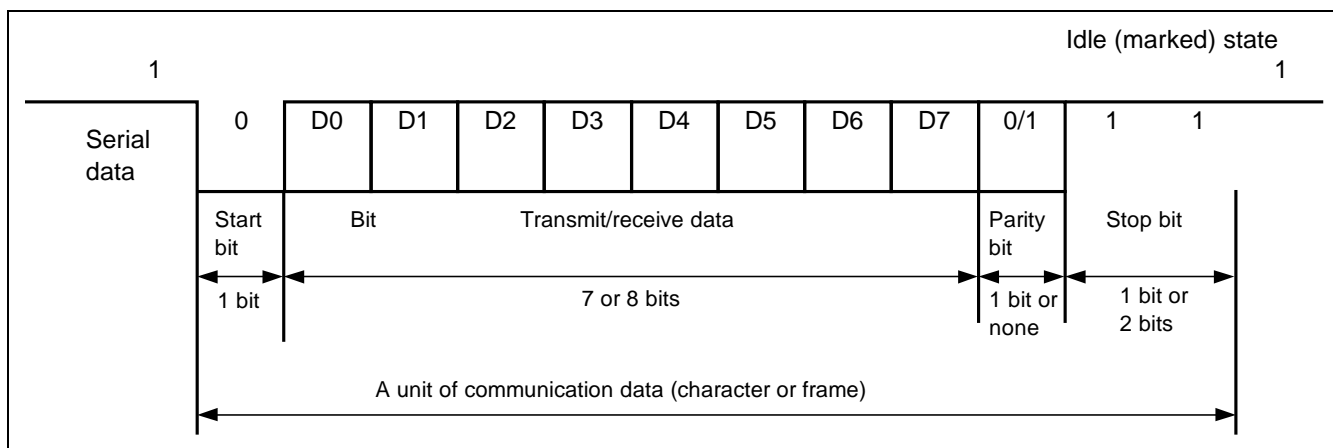 Idle (marked) state
1 1
Serial
data
0 D0 D1 D2 D3 D4 D5 D6 D7 0/1 1 1
Start
bit
Bit
Transmit/receive data
Parity
bit
Stop bit
1 bit
7 or 8 bits
1 bit or
none
1 bit or
2 bits
A unit of communication data (character or frame)